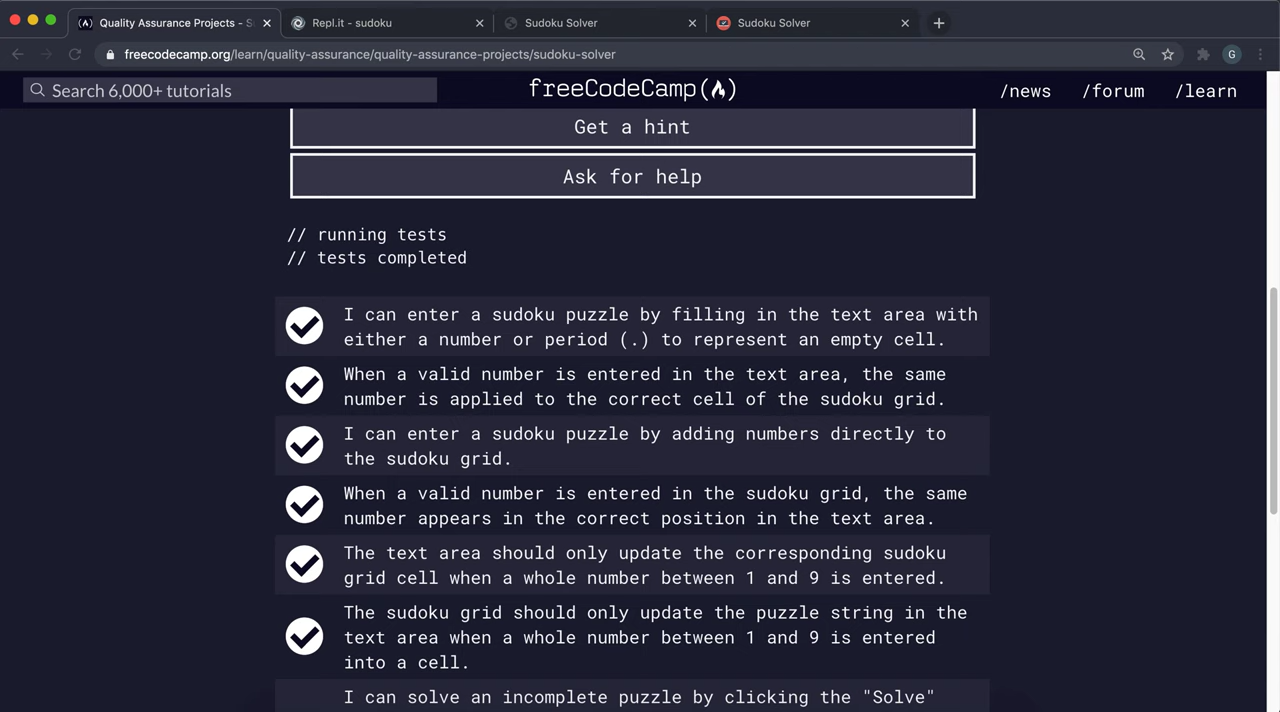 Quality Assurance Projects - S
Repl.it - sudoku
Sudoku Solver
Sudoku Solver
freecodecamp.org/learn/quality-assurance/quality-assurance-projects/sudoku-solver
G
Search 6,000+ tutorials
freeCodeCamp
/news
/forum
/learn
Get a hint
Ask for help
// running tests
// tests completed
I can enter a sudoku puzzle by filling in the text area with
either a number or period (.) to represent an empty cell.
When a valid number is entered in the text area, the same
number is applied to the correct cell of the sudoku grid.
I can enter a sudoku puzzle by adding numbers directly to
the sudoku grid.
When a valid number is entered in the sudoku grid, the same
number appears in the correct position in the text area.
The text area should only update the corresponding sudoku
grid cell when a whole number between 1 and 9 is entered.
The sudoku grid should only update the puzzle string in the
text area when a whole number between 1 and 9 is entered
into a cell.
I can solve an incomplete puzzle by clicking the "Solve"